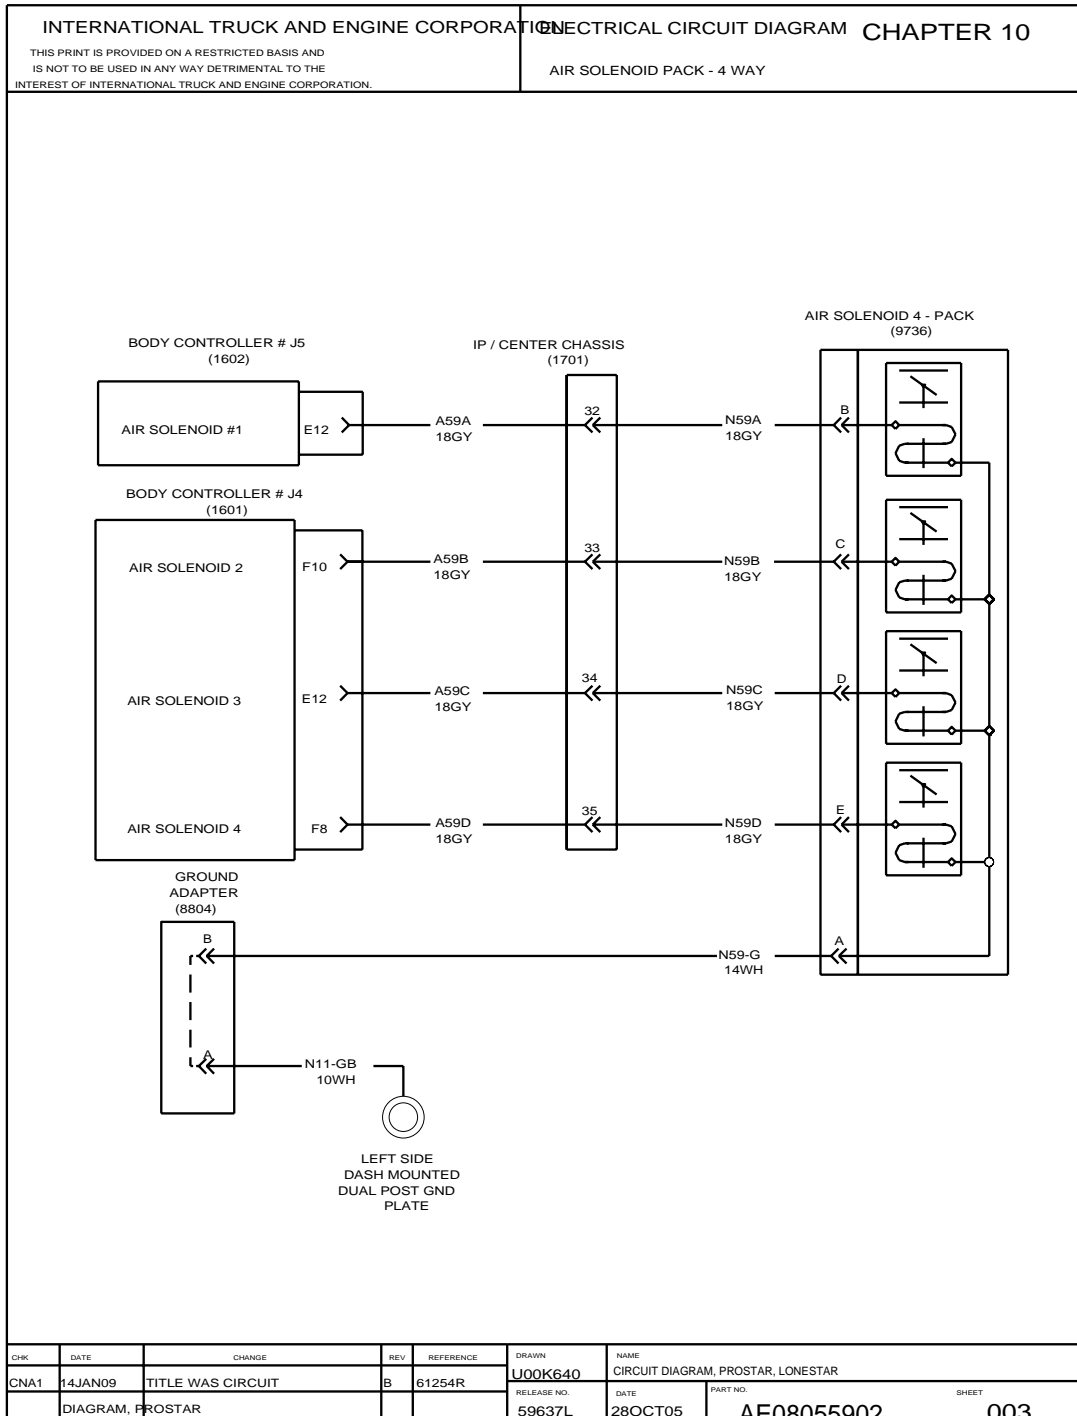 INTERNATIONAL TRUCK AND ENGINE CORPORATION
THIS PRINT IS PROVIDED ON A RESTRICTED BASIS AND
IS NOT TO BE USED IN ANY WAY DETRIMENTAL TO THE
INTEREST OF INTERNATIONAL TRUCK AND ENGINE CORPORATION.
ELECTRICAL CIRCUIT DIAGRAM
CHAPTER 10
AIR SOLENOID PACK - 4 WAY
AIR SOLENOID 4 - PACK
(9736)
BODY CONTROLLER # J5
(1602)
IP / CENTER CHASSIS
(1701)
AIR SOLENOID #1
E12
A59A
18GY
32
N59A
18GY
B
BODY CONTROLLER # J4
(1601)
AIR SOLENOID 2
F10
A59B
18GY
33
N59B
18GY
C
AIR SOLENOID 3
E12
A59C
18GY
34
N59C
18GY
D
AIR SOLENOID 4
F8
A59D
18GY
35
N59D
18GY
E
GROUND
ADAPTER
(8804)
B
N59-G
14WH
A
A
N11-GB
10WH
LEFT SIDE
DASH MOUNTED
DUAL POST GND
PLATE
CHK
DATE
CHANGE
REV
REFERENCE
CNA1
14JAN09
TITLE WAS CIRCUIT
B
61254R
DIAGRAM, PROSTAR
DRAWN
U00K640
NAME
CIRCUIT DIAGRAM, PROSTAR, LONESTAR
RELEASE NO.
59637L
DATE
28OCT05
PART NO.
AE08055902
SHEET
003